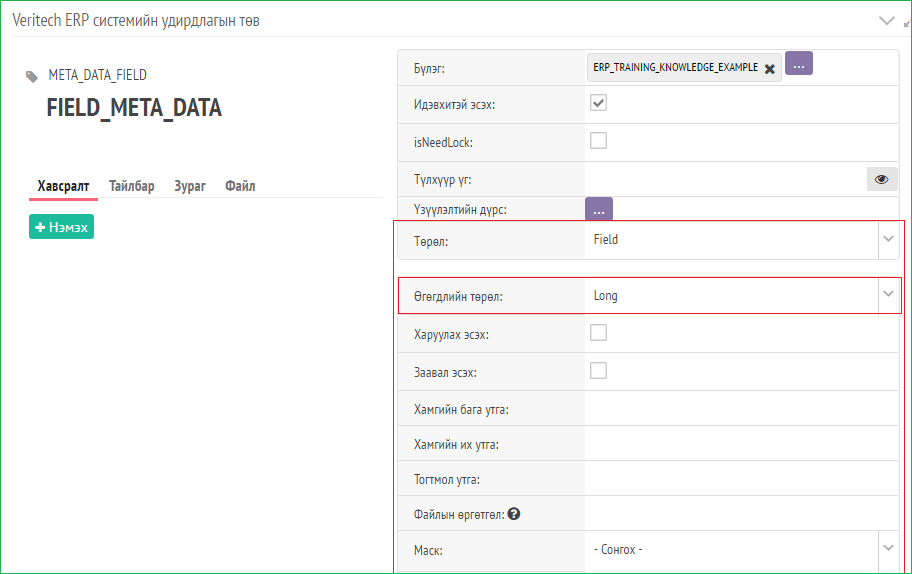 Veritech ERP системийн удирдлагын төв
META_DATA_FIELD
FIELD_META_DATA
Хавсралт Тайлбар Зураг Файл
+ Нэмэх
Бүлэг: ERP_TRAINING_KNOWLEDGE_EXAMPLE ✖ ...
Идэвхитэй эсэх:
isNeedLock:
Түлхүүр үг:
Үзүүлэлтийн дүрс: ...
Төрөл: Field
Өгөгдлийн төрөл: Long
Харуулах эсэх:
Заавал эсэх:
Хамгийн бага утга:
Хамгийн их утга:
Тогтмол утга:
Файлын өргөтгөл: ?
Маск: - Сонгох -